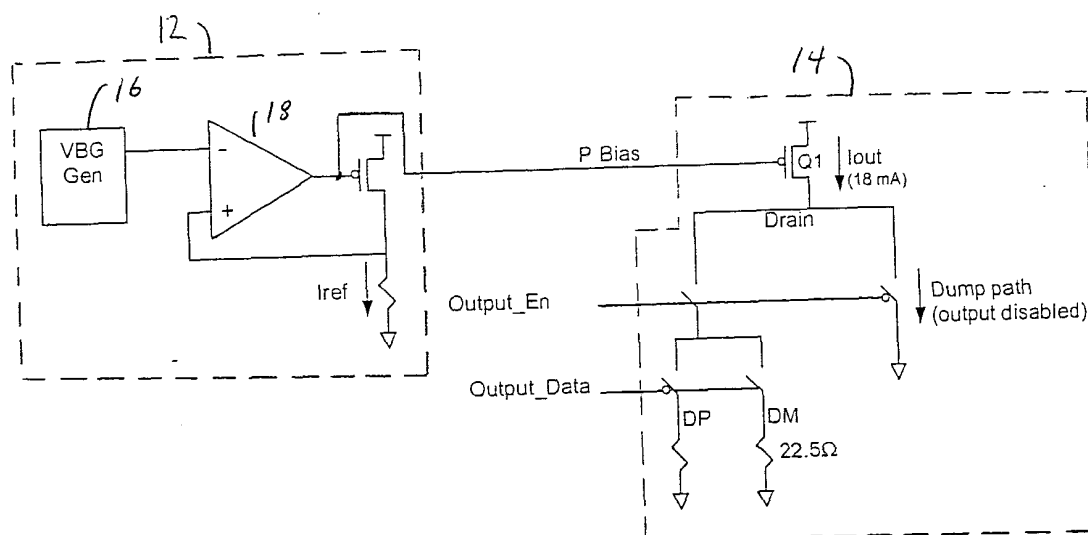 12
14
16
18
VBG
Gen
-
+
P Bias
Q1
Iout
(18 mA)
Drain
Iref
Output_En
Dump path
(output disabled)
Output_Data
DP
DM
22.5Ω